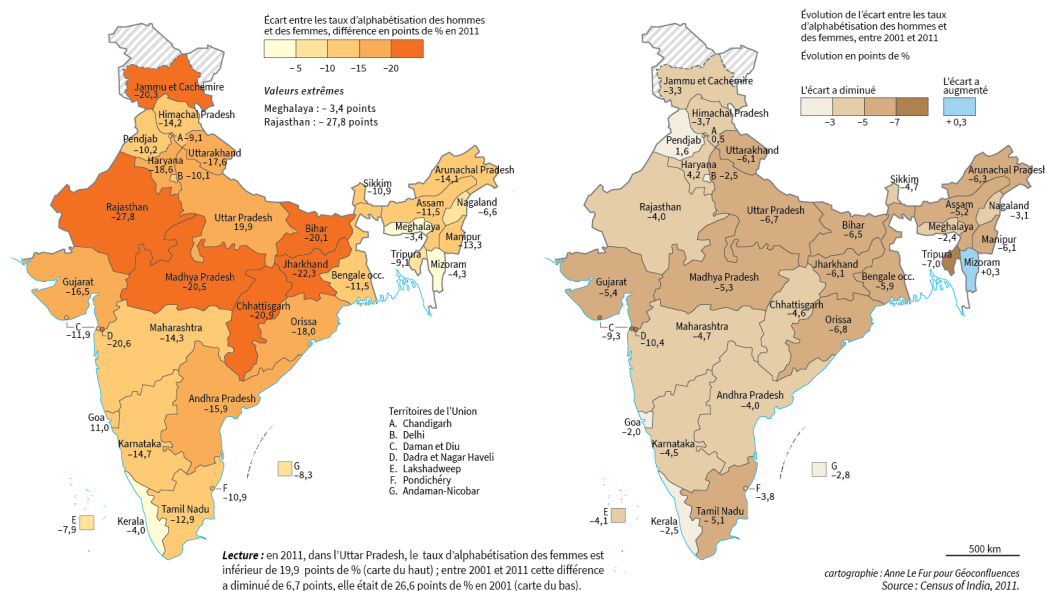 Écart entre les taux d'alphabétisation des hommes
et des femmes, différence en points de % en 2011
−5 −10 −15 −20
Valeurs extrêmes
Meghalaya : − 3,4 points
Rajasthan : − 27,8 points
Jammu et Cachemire
−20,3
Himachal Pradesh
−14,2
A −9,1
Pendjab
−10,2
Uttarakhand
−17,6
Haryana
−18,6
B −10,1
Rajasthan
−27,8
Uttar Pradesh
19,9
Bihar
−20,1
Sikkim
−10,9
Arunachal Pradesh
−14,1
Assam
−11,5
Nagaland
−6,6
Meghalaya
−3,4
Manipur
−13,3
Tripura
−9,1
Mizoram
−4,3
Jharkhand
−22,3
Bengale occ.
−11,5
Gujarat
−16,5
Madhya Pradesh
−20,5
Chhattisgarh
−20,9
Orissa
−18,0
C
−11,9
D
−20,6
Maharashtra
−14,3
Andhra Pradesh
−15,9
Goa
11,0
Karnataka
−14,7
G
−8,3
F
−10,9
E
−7,9
Kerala
−4,0
Tamil Nadu
−12,9
Territoires de l'Union
A. Chandigarh
B. Delhi
C. Daman et Diu
D. Dadra et Nagar Haveli
E. Lakshadweep
F. Pondichéry
G. Andaman-Nicobar
Lecture : en 2011, dans l'Uttar Pradesh, le taux d'alphabétisation des femmes est
inférieur de 19,9 points de % (carte du haut) ; entre 2001 et 2011 cette différence
a diminué de 6,7 points, elle était de 26,6 points de % en 2001 (carte du bas).
Évolution de l'écart entre les taux
d'alphabétisation des hommes et
des femmes, entre 2001 et 2011
Évolution en points de %
L'écart a diminué
−3 −5 −7
L'écart a
augmenté
+ 0,3
Jammu et Cachemire
−3,3
Himachal Pradesh
−3,7
A
0,5
Pendjab
1,6
Uttarakhand
−6,1
Haryana
4,2
B −2,5
Rajasthan
−4,0
Uttar Pradesh
−6,7
Bihar
−6,5
Sikkim
−4,7
Arunachal Pradesh
−6,3
Assam
−5,2
Nagaland
−3,1
Meghalaya
−2,4
Manipur
−6,1
Tripura
−7,0
Mizoram
+0,3
Jharkhand
−6,1
Bengale occ.
−5,9
Gujarat
−5,4
Madhya Pradesh
−5,3
Chhattisgarh
−4,6
Orissa
−6,8
C
−9,3
D
−10,4
Maharashtra
−4,7
Andhra Pradesh
−4,0
Goa
−2,0
Karnataka
−4,5
G
−2,8
F
−3,8
E
−4,1
Kerala
−2,5
Tamil Nadu
− 5,1
500 km
cartographie : Anne Le Fur pour Géoconfluences
Source : Census of India, 2011.